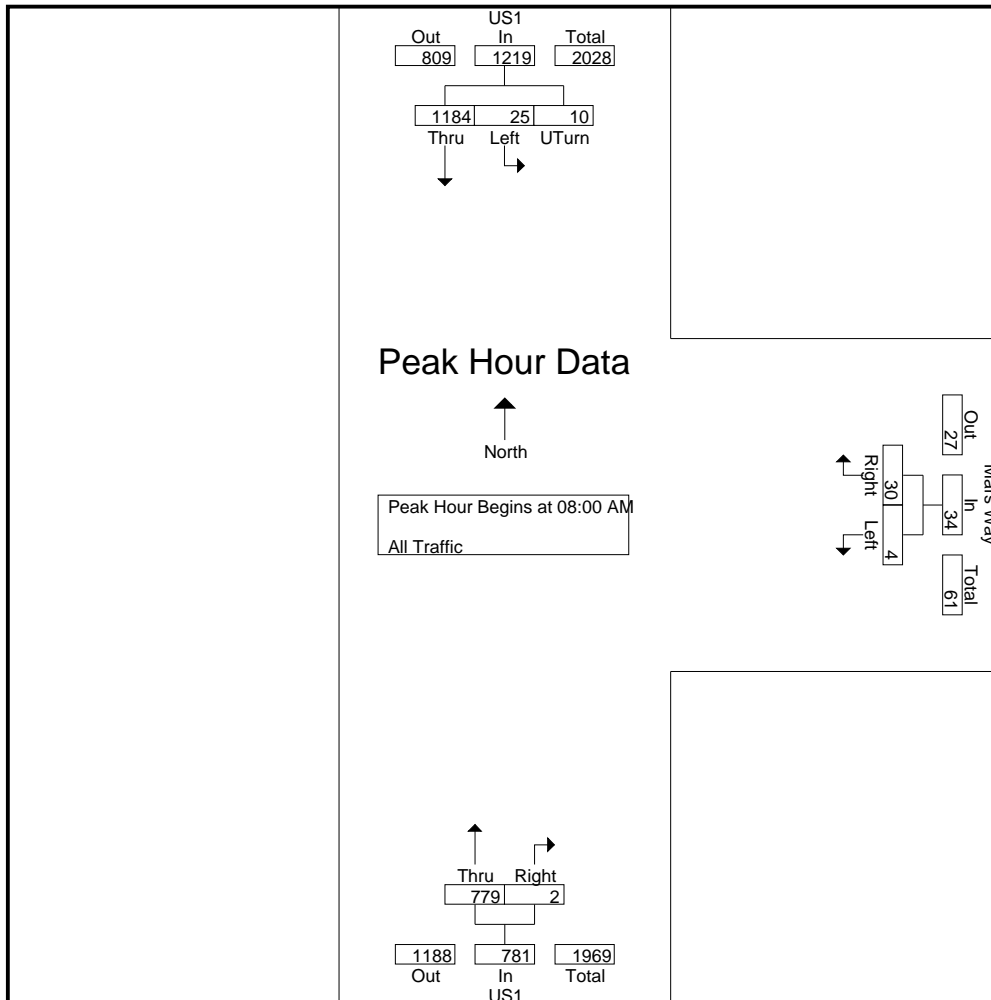 US1
Out In Total
809 1219 2028
1184 25 10
Thru Left UTurn
Peak Hour Data
North
Peak Hour Begins at 08:00 AM
All Traffic
Mars Way
Out In Total
27 34 61
Right Left
30 4
Thru Right
779 2
1188 781 1969
Out In Total
US1